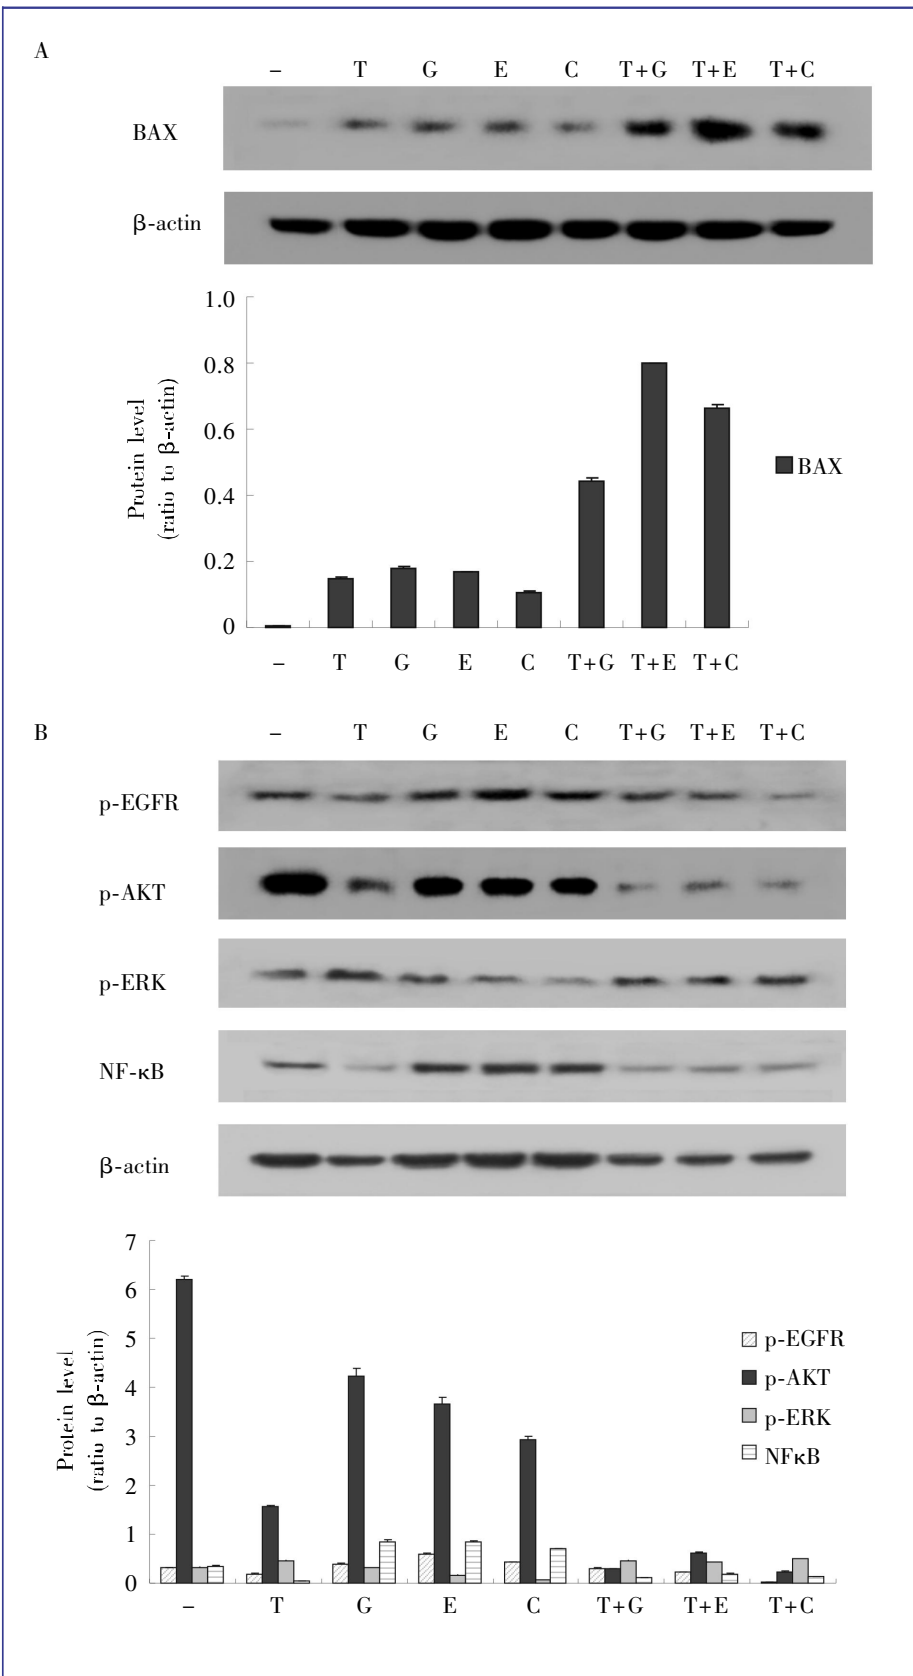 A
– T G E C T+G T+E T+C
BAX
β-actin
1.0
0.8
0.6
0.4
0.2
0
Protein level
(ratio to β-actin)
BAX
– T G E C T+G T+E T+C
B
– T G E C T+G T+E T+C
p-EGFR
p-AKT
p-ERK
NF-κB
β-actin
7
6
5
4
3
2
1
0
Protein level
(ratio to β-actin)
p-EGFR
p-AKT
p-ERK
NFκB
– T G E C T+G T+E T+C